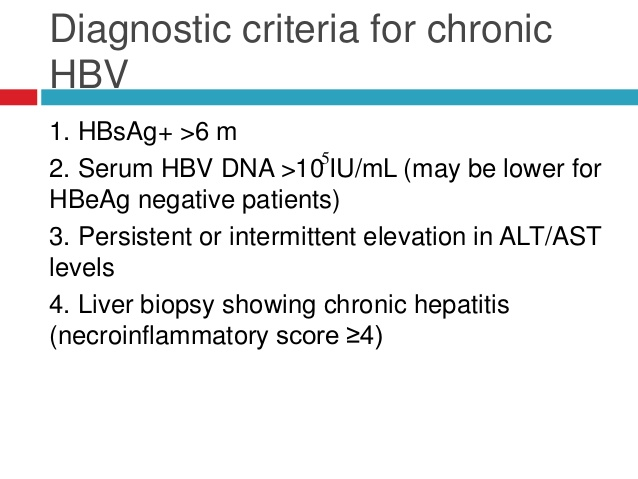 Diagnostic criteria for chronic
HBV
1. HBsAg+ >6 m
2. Serum HBV DNA >10⁵IU/mL (may be lower for
HBeAg negative patients)
3. Persistent or intermittent elevation in ALT/AST
levels
4. Liver biopsy showing chronic hepatitis
(necroinflammatory score ≥4)